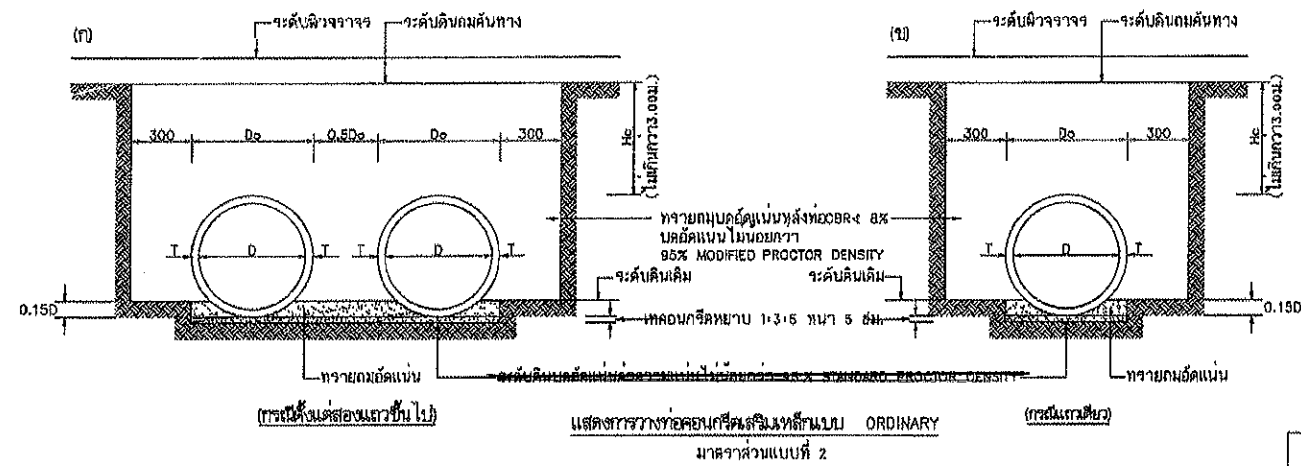 (ก)
ระดับผิวจราจร
ระดับดินถมคันทาง
(ข)
ระดับผิวจราจร
ระดับดินถมคันทาง
300
Do
0.5Do
Do
300
Hc
(ไม่เกินกว่า3.00ม.)
300
Do
300
Hc
(ไม่เกินกว่า3.00ม.)
T
D
T
T
D
T
T
D
T
ทรายถมบดอัดแน่นหลังท่อCBR< 8%
บดอัดแน่นไม่น้อยกว่า
95% MODIFIED PROCTOR DENSITY
ระดับดินเดิม
ระดับดินเดิม
0.15D
0.15D
เทคอนกรีตหยาบ 1:3:5 หนา 5 ซม.
ทรายถมอัดแน่น
STANDARD PROCTOR DENSITY
ทรายถมอัดแน่น
(กรณีตั้งแต่สองแถวขึ้นไป)
แสดงการวางท่อคอนกรีตเสริมเหล็กแบบ ORDINARY
(กรณีแถวเดียว)
มาตราส่วนแบบที่ 2